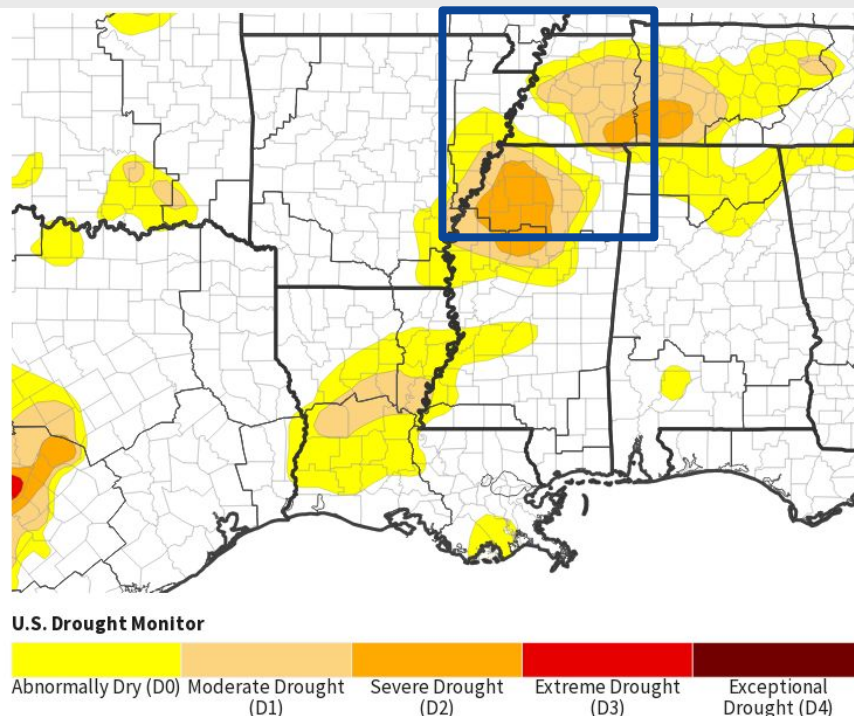 U.S. Drought Monitor
Abnormally Dry (D0)
Moderate Drought
(D1)
Severe Drought
(D2)
Extreme Drought
(D3)
Exceptional
Drought (D4)